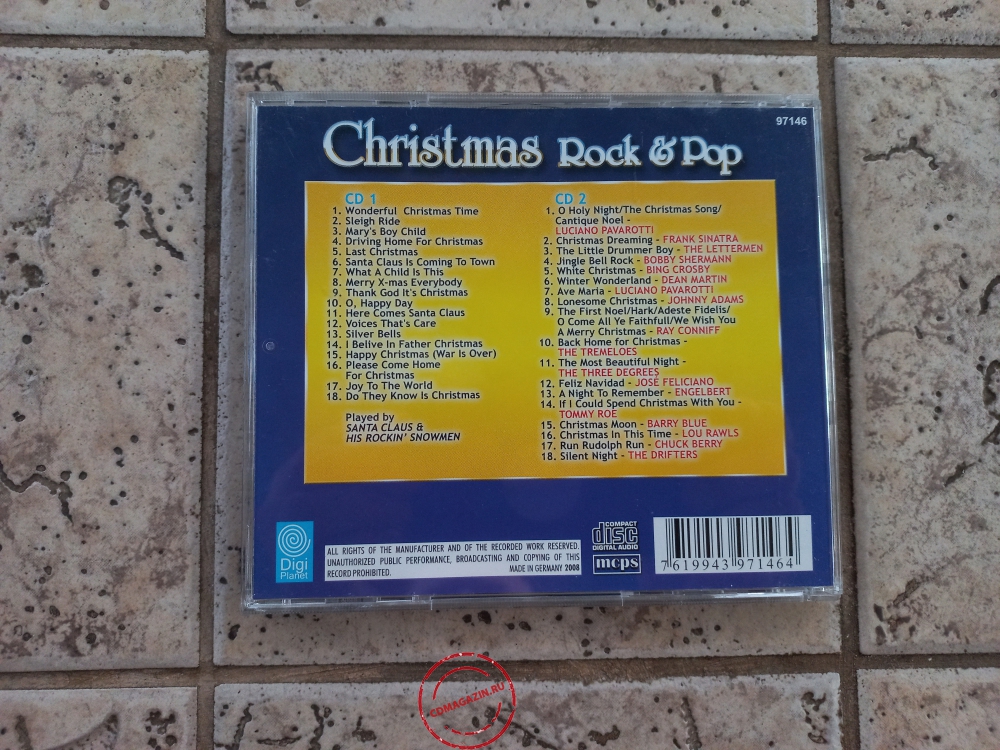 97146
Christmas Rock & Pop
CD 1
1. Wonderful Christmas Time
2. Sleigh Ride
3. Mary's Boy Child
4. Driving Home For Christmas
5. Last Christmas
6. Santa Claus Is Coming To Town
7. What A Child Is This
8. Merry X-mas Everybody
9. Thank God It's Christmas
10. O, Happy Day
11. Here Comes Santa Claus
12. Voices That's Care
13. Silver Bells
14. I Belive In Father Christmas
15. Happy Christmas (War Is Over)
16. Please Come Home
For Christmas
17. Joy To The World
18. Do They Know Is Christmas
Played by
SANTA CLAUS &
HIS ROCKIN' SNOWMEN
CD 2
1. O Holy Night/The Christmas Song/
Cantique Noel -
LUCIANO PAVAROTTI
2. Christmas Dreaming - FRANK SINATRA
3. The Little Drummer Boy - THE LETTERMEN
4. Jingle Bell Rock - BOBBY SHERMANN
5. White Christmas - BING CROSBY
6. Winter Wonderland - DEAN MARTIN
7. Ave Maria - LUCIANO PAVAROTTI
8. Lonesome Christmas - JOHNNY ADAMS
9. The First Noel/Hark/Adeste Fidelis/
O Come All Ye Faithfull/We Wish You
A Merry Christmas - RAY CONNIFF
10. Back Home for Christmas -
THE TREMELOES
11. The Most Beautiful Night -
THE THREE DEGREES
12. Feliz Navidad - JOSÉ FELICIANO
13. A Night To Remember - ENGELBERT
14. If I Could Spend Christmas With You -
TOMMY ROE
15. Christmas Moon - BARRY BLUE
16. Christmas In This Time - LOU RAWLS
17. Run Rudolph Run - CHUCK BERRY
18. Silent Night - THE DRIFTERS
Digi
Planet
ALL RIGHTS OF THE MANUFACTURER AND OF THE RECORDED WORK RESERVED.
UNAUTHORIZED PUBLIC PERFORMANCE, BROADCASTING AND COPYING OF THIS
RECORD PROHIBITED. MADE IN GERMANY 2008
COMPACT
disc
DIGITAL AUDIO
mcps
7 619943 971464
CDMAGAZIN.RU